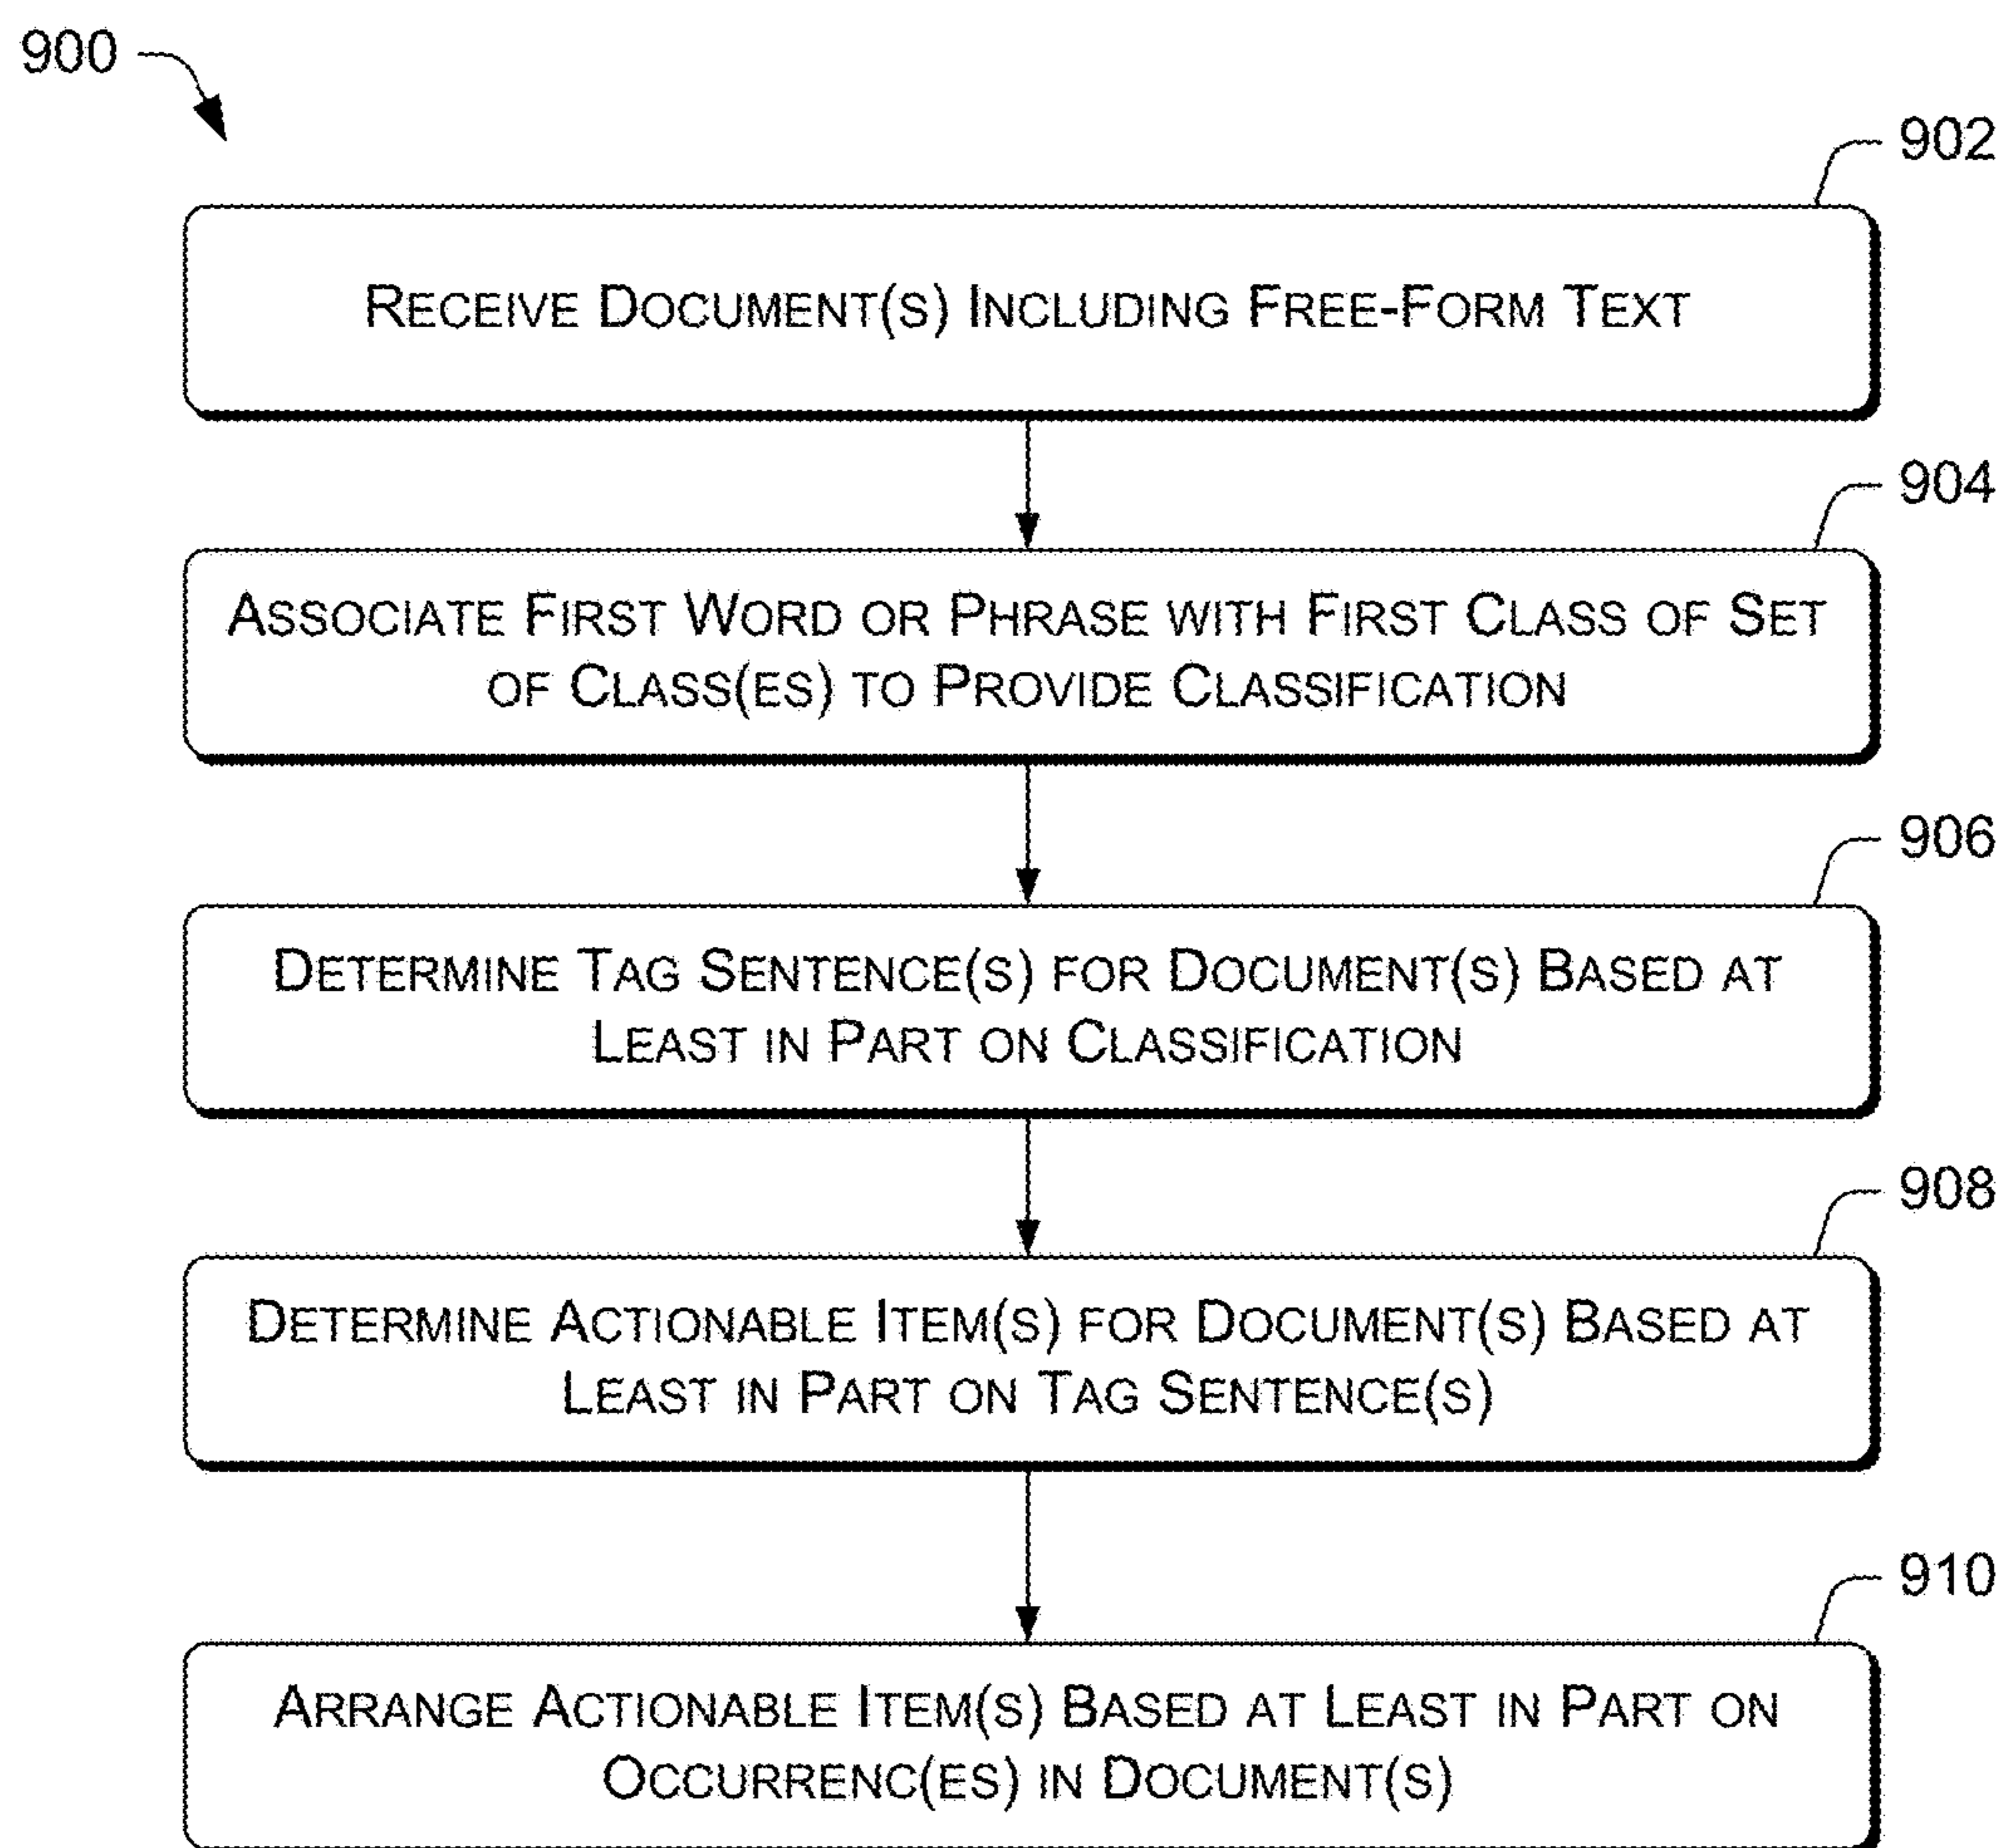 900
902
RECEIVE DOCUMENT(S) INCLUDING FREE-FORM TEXT
904
ASSOCIATE FIRST WORD OR PHRASE WITH FIRST CLASS OF SET
OF CLASS(ES) TO PROVIDE CLASSIFICATION
906
DETERMINE TAG SENTENCE(S) FOR DOCUMENT(S) BASED AT
LEAST IN PART ON CLASSIFICATION
908
DETERMINE ACTIONABLE ITEM(S) FOR DOCUMENT(S) BASED AT
LEAST IN PART ON TAG SENTENCE(S)
910
ARRANGE ACTIONABLE ITEM(S) BASED AT LEAST IN PART ON
OCCURRENC(ES) IN DOCUMENT(S)